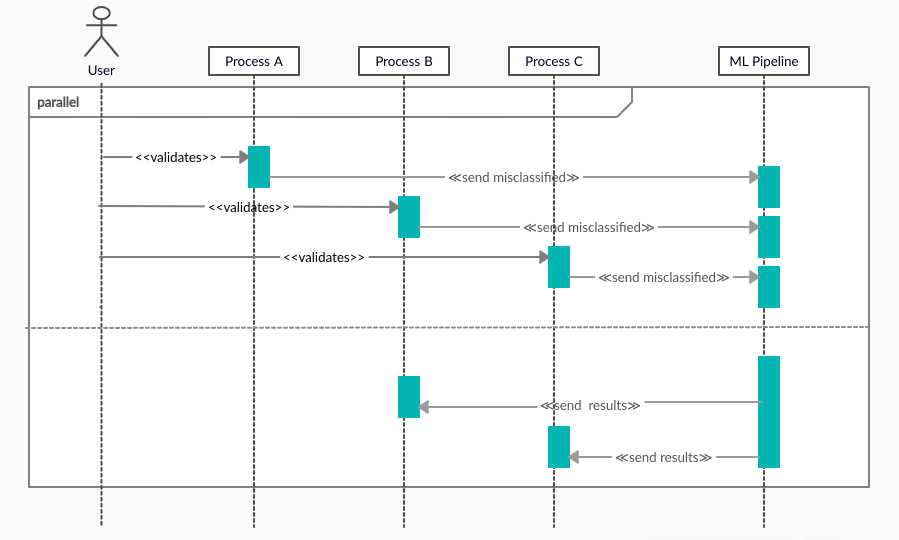 User
Process A
Process B
Process C
ML Pipeline
parallel
<<validates>>
≪send misclassified≫
<<validates>>
≪send misclassified≫
<<validates>>
≪send misclassified≫
≪send results≫
≪send results≫